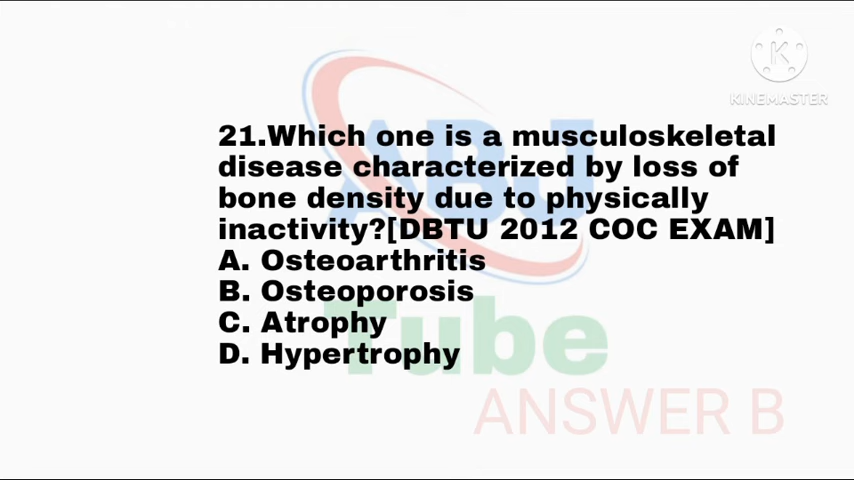 KINEMASTER
21.Which one is a musculoskeletal
disease characterized by loss of
bone density due to physically
inactivity?[DBTU 2012 COC EXAM]
A. Osteoarthritis
B. Osteoporosis
C. Atrophy
D. Hypertrophy
ABJ
Tube
ANSWER B